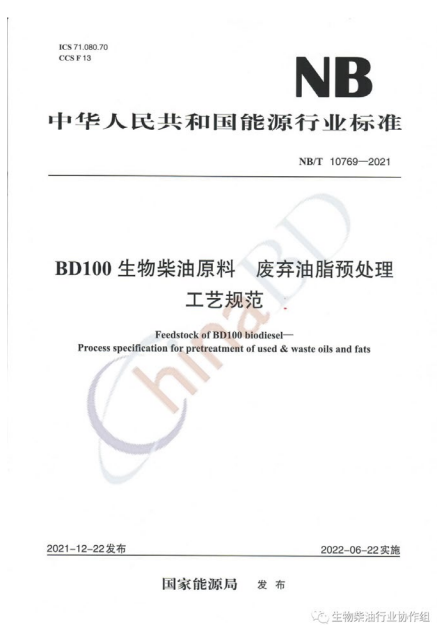 ICS 71.080.70
CCS F 13
NB
中华人民共和国能源行业标准
NB/T 10769—2021
BD100 生物柴油原料 废弃油脂预处理
工艺规范
Feedstock of BD100 biodiesel—
Process specification for pretreatment of used & waste oils and fats
ChinaBD
2021-12-22发布
2022-06-22实施
国家能源局 发布
生物柴油行业协作组